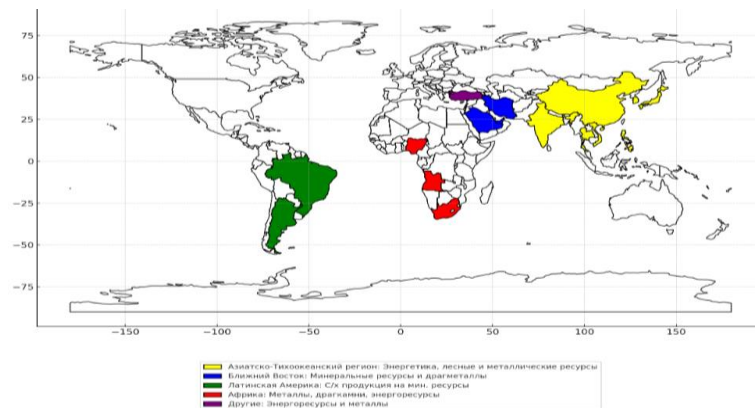 75
50
25
0
−25
−50
−75
−150 −100 −50 0 50 100 150
Азиатско-Тихоокеанский регион: Энергетика, лесные и металлические ресурсы
Ближний Восток: Минеральные ресурсы и драгметаллы
Латинская Америка: С/х продукция на мин. ресурсы
Африка: Металлы, драгкамни, энергоресурсы
Другие: Энергоресурсы и металлы